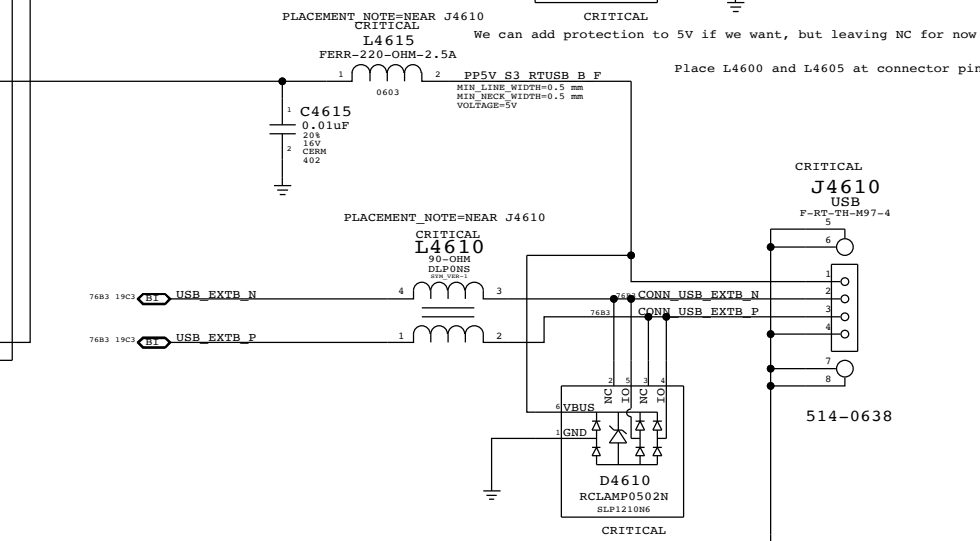 PLACEMENT_NOTE=NEAR J4610
CRITICAL
CRITICAL
L4615
FERR-220-OHM-2.5A
We can add protection to 5V if we want, but leaving NC for now
Place L4600 and L4605 at connector pin
1
2
PP5V_S3_RTUSB_B_F
0603
MIN_LINE_WIDTH=0.5 mm
MIN_NECK_WIDTH=0.5 mm
VOLTAGE=5V
1
C4615
0.01uF
20%
16V
2
CERM
402
CRITICAL
J4610
USB
F-RT-TH-M97-4
5
6
PLACEMENT_NOTE=NEAR J4610
CRITICAL
L4610
90-OHM
DLP0NS
SYM_VER-1
1
76B3 19C3
BI
USB_EXTB_N
4
3
76B3
CONN_USB_EXTB_N
2
76B3
CONN_USB_EXTB_P
3
76B3 19C3
BI
USB_EXTB_P
1
2
4
7
8
2
5
3
4
NC
IO
NC
IO
6
VBUS
1
GND
514-0638
D4610
RCLAMP0502N
SLP1210N6
CRITICAL